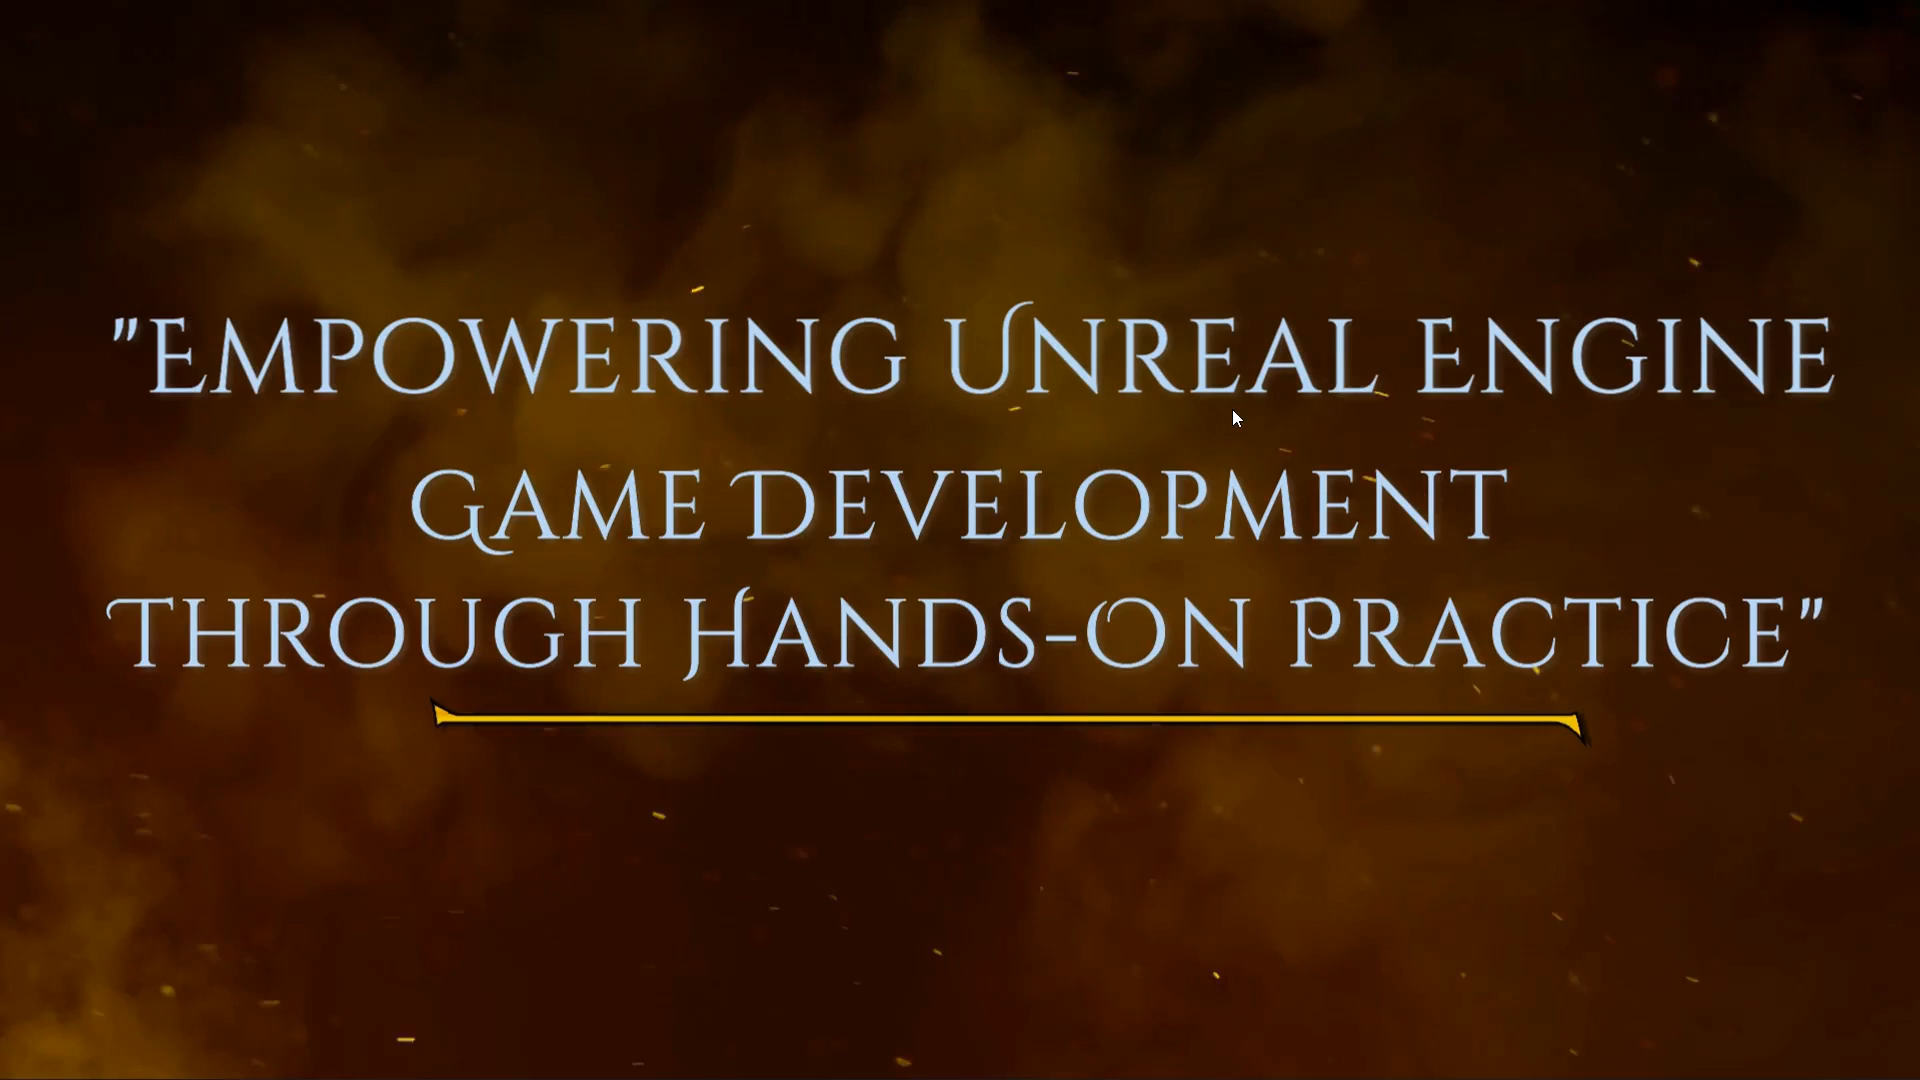 "Empowering Unreal Engine
Game Development
Through Hands-On Practice"